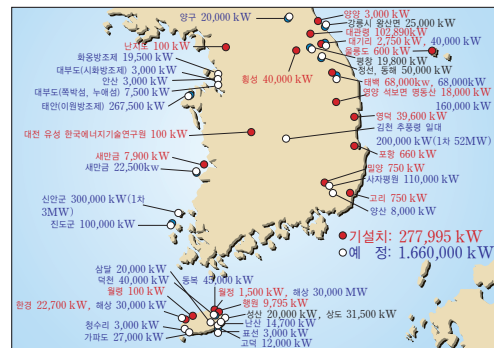 양구 20,000 kW
양양 3,000 kW
강릉시 왕산면 25,000 kW
대관령 102,890kW
대기리 2,750 kW, 40,000 kW
울릉도 600 kW
평창 19,800 kW
정선, 동해 50,000 kW
태백 68,000kw, 68,000kW
영양 석보면 맹동산 18,000 kW
160,000 kW
난지도 100 kW
화옹방조제 19,500 kW
대부도(시화방조제) 3,000 kW
안산 3,000 kW
대부도(쪽박섬, 누에섬) 7,500 kW
태안(이원방조제) 267,500 kW
횡성 40,000 kW
대전 유성 한국에너지기술연구원 100 kW
영덕 39,600 kW
김천 추풍령 일대
200,000 kW(1차 52MW)
포항 660 kW
새만금 7,900 kW
새만금 22,500kw
밀양 750 kW
사자평원 110,000 kW
고리 750 kW
양산 8,000 kW
신안군 300,000 kW(1차
3MW)
진도군 100,000 kW
기설치: 277,995 kW
예 정: 1.660,000 kW
삼달 20,000 kW
덕천 40,000 kW
동복 45,000 kW
월령 100 kW
월정 1,500 kW, 해상 30,000 MW
한경 22,700 kW, 해상 30,000 kW
행원 9,795 kW
성산 20,000 kW, 상도 31,500 kW
청수리 3,000 kW
난산 14,700 kW
가파도 27,000 kW
표선 3,000 kW
고덕 12,000 kW